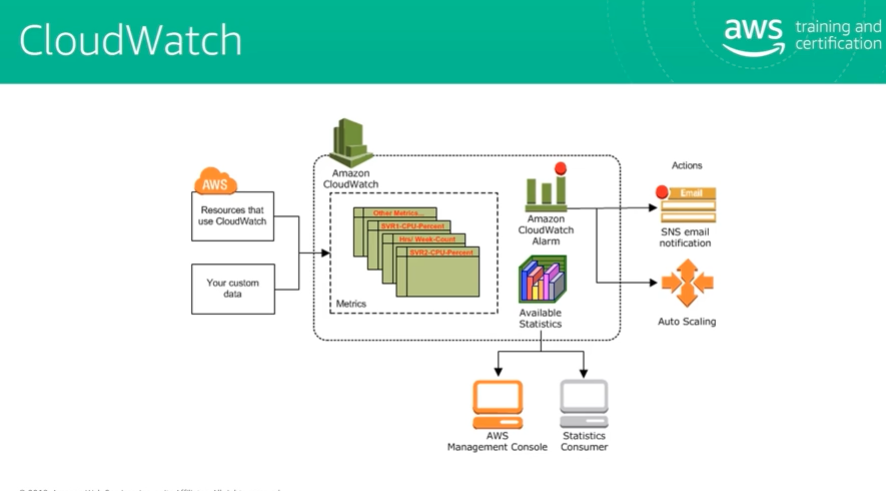 CloudWatch
aws training and
certification
Amazon
CloudWatch
AWS
Resources that
use CloudWatch
Your custom
data
Other Metrics...
SVR1-CPU-Percent
Hrs/ Week-Count
SVR2-CPU-Percent
Metrics
Amazon
CloudWatch
Alarm
Available
Statistics
Actions
Email
SNS email
notification
Auto Scaling
AWS
Management Console
Statistics
Consumer